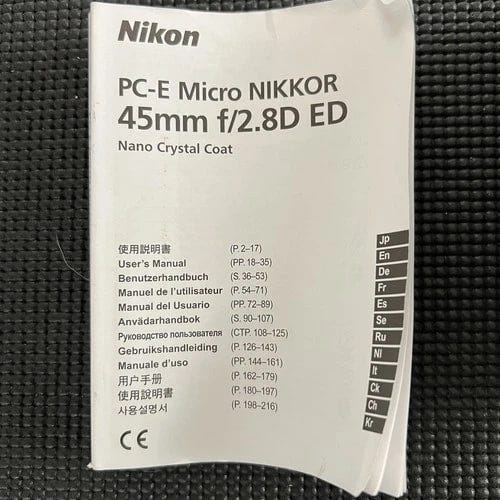 Nikon
PC-E Micro NIKKOR
45mm f/2.8D ED
Nano Crystal Coat
使用説明書 (P. 2–17)
User's Manual (PP. 18–35)
Benutzerhandbuch (S. 36–53)
Manuel de l'utilisateur (P. 54–71)
Manual del Usuario (PP. 72–89)
Användarhandbok (S. 90–107)
Руководство пользователя (СТР. 108–125)
Gebruikshandleiding (P. 126–143)
Manuale d'uso (PP. 144–161)
用户手册 (P. 162–179)
使用說明書 (P. 180–197)
사용설명서 (P. 198–216)
Jp
En
De
Fr
Es
Se
Ru
Nl
It
Ck
Ch
Kr
CE